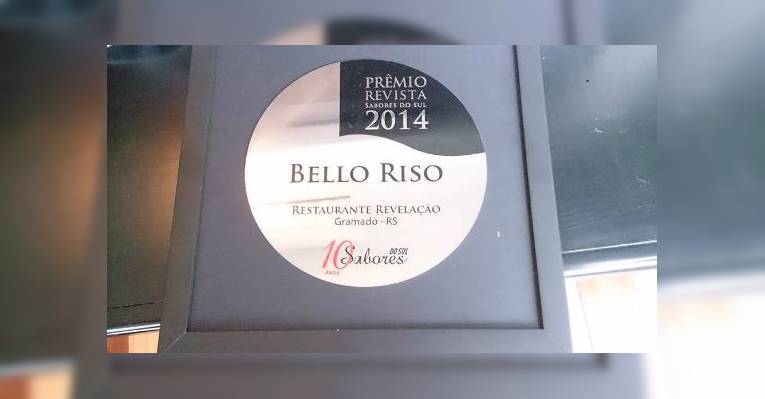 PRÊMIO
REVISTA
SABORES DO SUL
2014
BELLO RISO
RESTAURANTE REVELAÇÃO
Gramado - RS
10 ANOS Sabores DO SUL